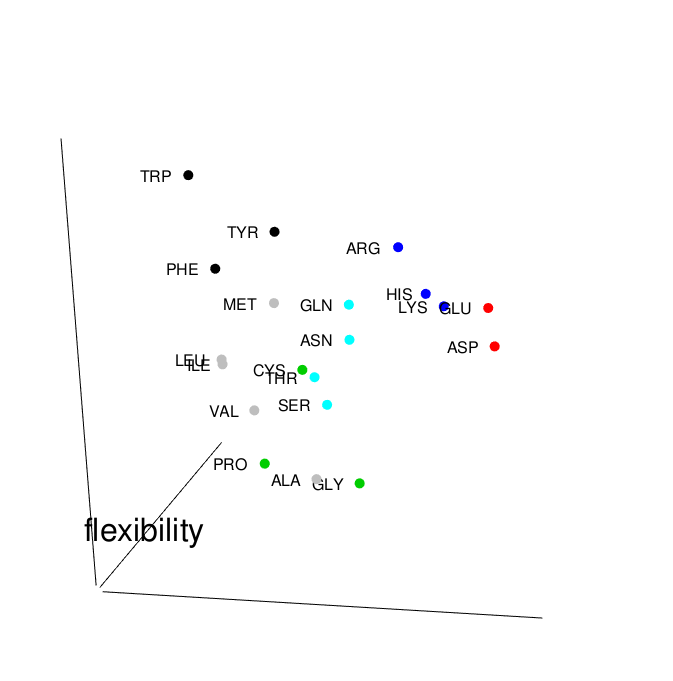 TRP
TYR
ARG
PHE
HIS
MET
GLN
LYS
GLU
ASN
ASP
LEU
ILE
CYS
THR
SER
VAL
PRO
ALA
GLY
flexibility